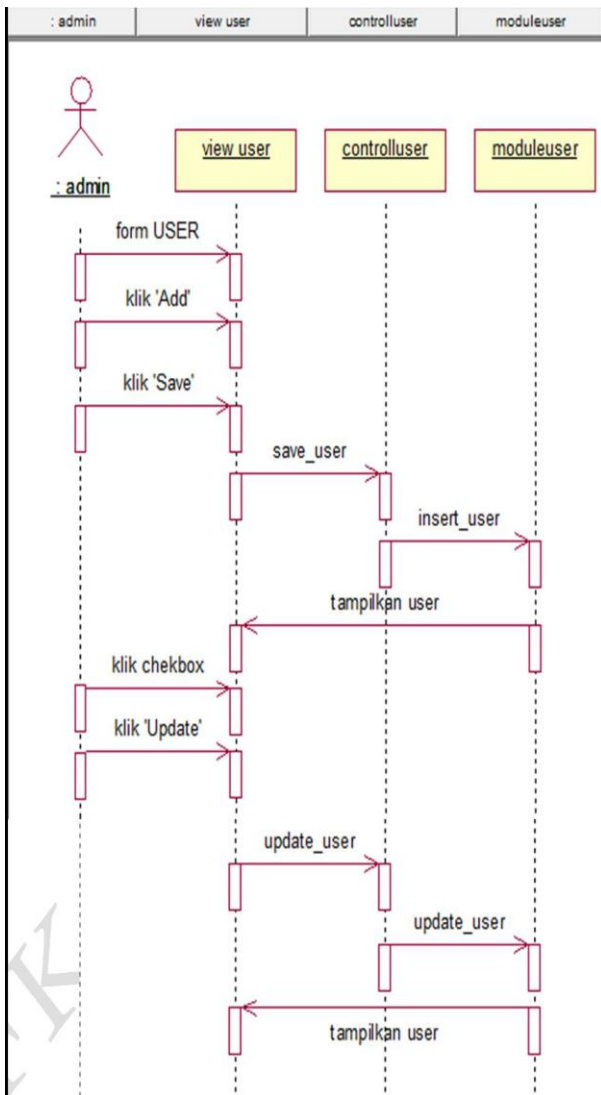 : admin
view user
controlluser
moduleuser
view user
controlluser
moduleuser
: admin
form USER
klik 'Add'
klik 'Save'
save_user
insert_user
tampilkan user
klik chekbox
klik 'Update'
update_user
update_user
tampilkan user